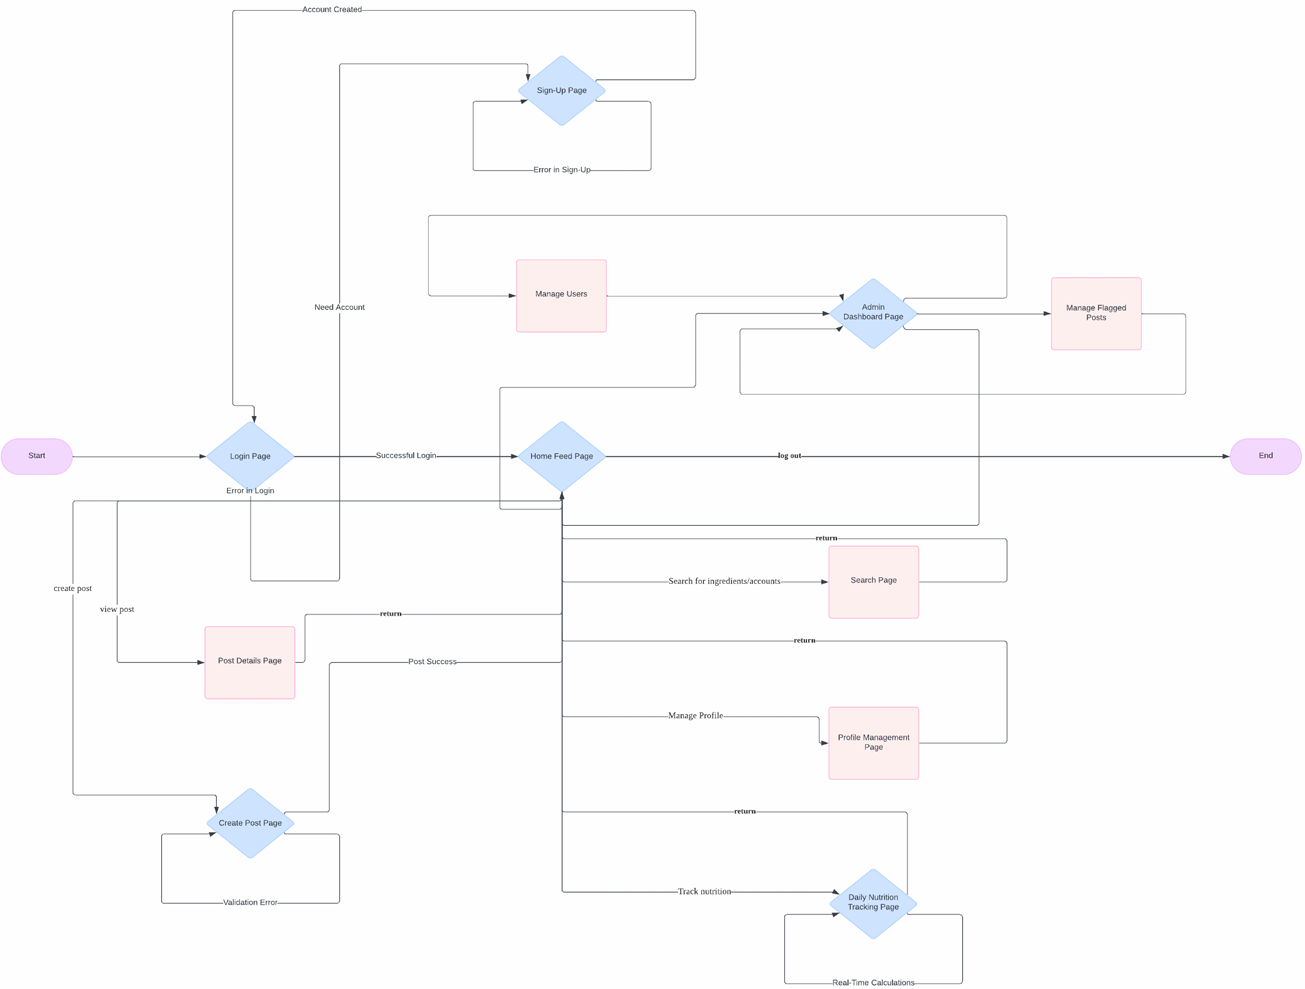 Account Created
Sign-Up Page
Error in Sign-Up
Manage Users
Need Account
Admin
Dashboard Page
Manage Flagged
Posts
Start
Login Page
Successful Login
Home Feed Page
log out
End
Error in Login
return
Search for ingredients/accounts
Search Page
create post
view post
return
Post Details Page
Post Success
return
Manage Profile
Profile Management
Page
Create Post Page
return
Validation Error
Track nutrition
Daily Nutrition
Tracking Page
Real-Time Calculations